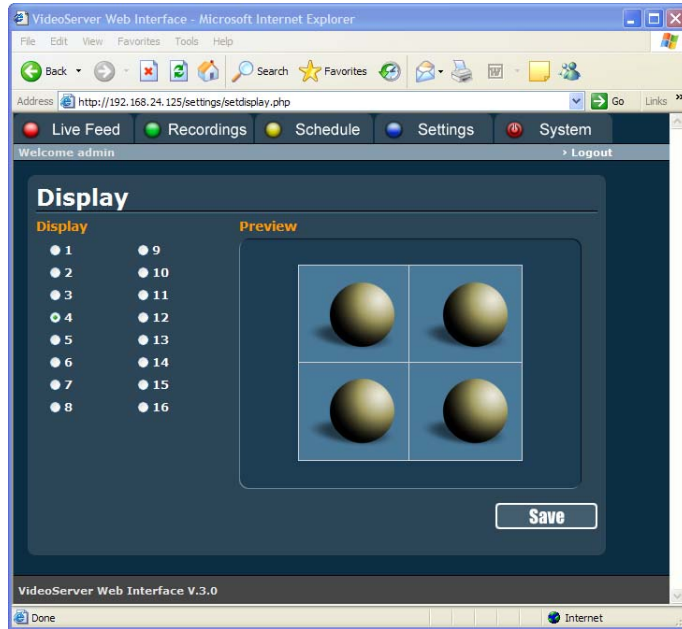 VideoServer Web Interface - Microsoft Internet Explorer
File Edit View Favorites Tools Help
Back Search Favorites
Address http://192.168.24.125/settings/setdisplay.php Go Links »
Live Feed Recordings Schedule Settings System
Welcome admin › Logout
Display
Display Preview
1 9
2 10
3 11
4 12
5 13
6 14
7 15
8 16
Save
VideoServer Web Interface V.3.0
Done Internet